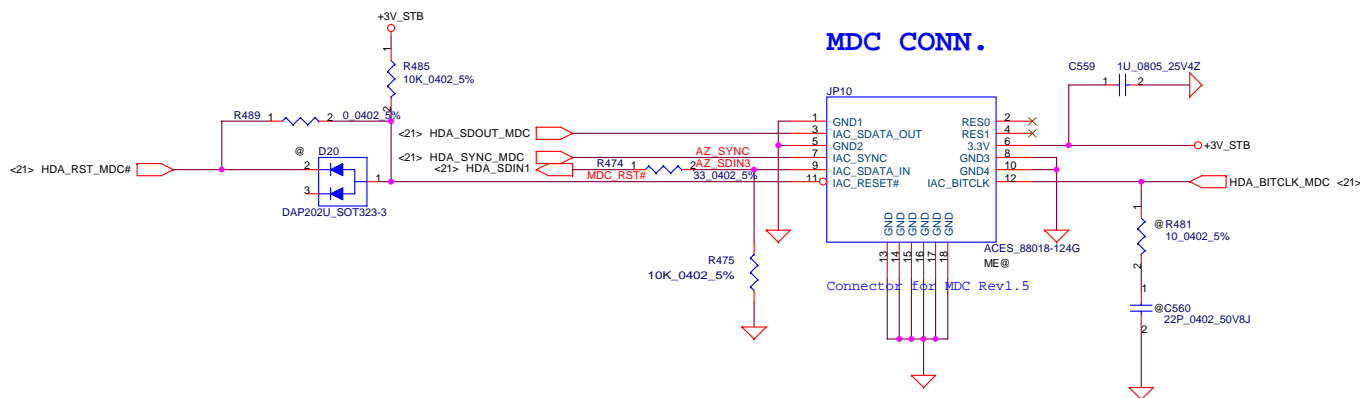 MDC CONN.
+3V_STB
1
R485
10K_0402_5%
2
R489
1
2
0_0402_5%
<21> HDA_RST_MDC#
@
D20
2
3
1
DAP202U_SOT323-3
<21> HDA_SDOUT_MDC
<21> HDA_SYNC_MDC
<21> HDA_SDIN1
AZ_SYNC
AZ_SDIN3
MDC_RST#
R474
1
2
33_0402_5%
R475
10K_0402_5%
1
2
JP10
1 GND1
3 IAC_SDATA_OUT
5 GND2
7 IAC_SYNC
9 IAC_SDATA_IN
11 IAC_RESET#
RES0 2
RES1 4
3.3V 6
GND3 8
GND4 10
IAC_BITCLK 12
GND GND GND GND GND GND
13 14 15 16 17 18
ACES_88018-124G
ME@
Connector for MDC Rev1.5
C559
1U_0805_25V4Z
1
2
+3V_STB
HDA_BITCLK_MDC <21>
1
@R481
10_0402_5%
2
1
@C560
22P_0402_50V8J
2